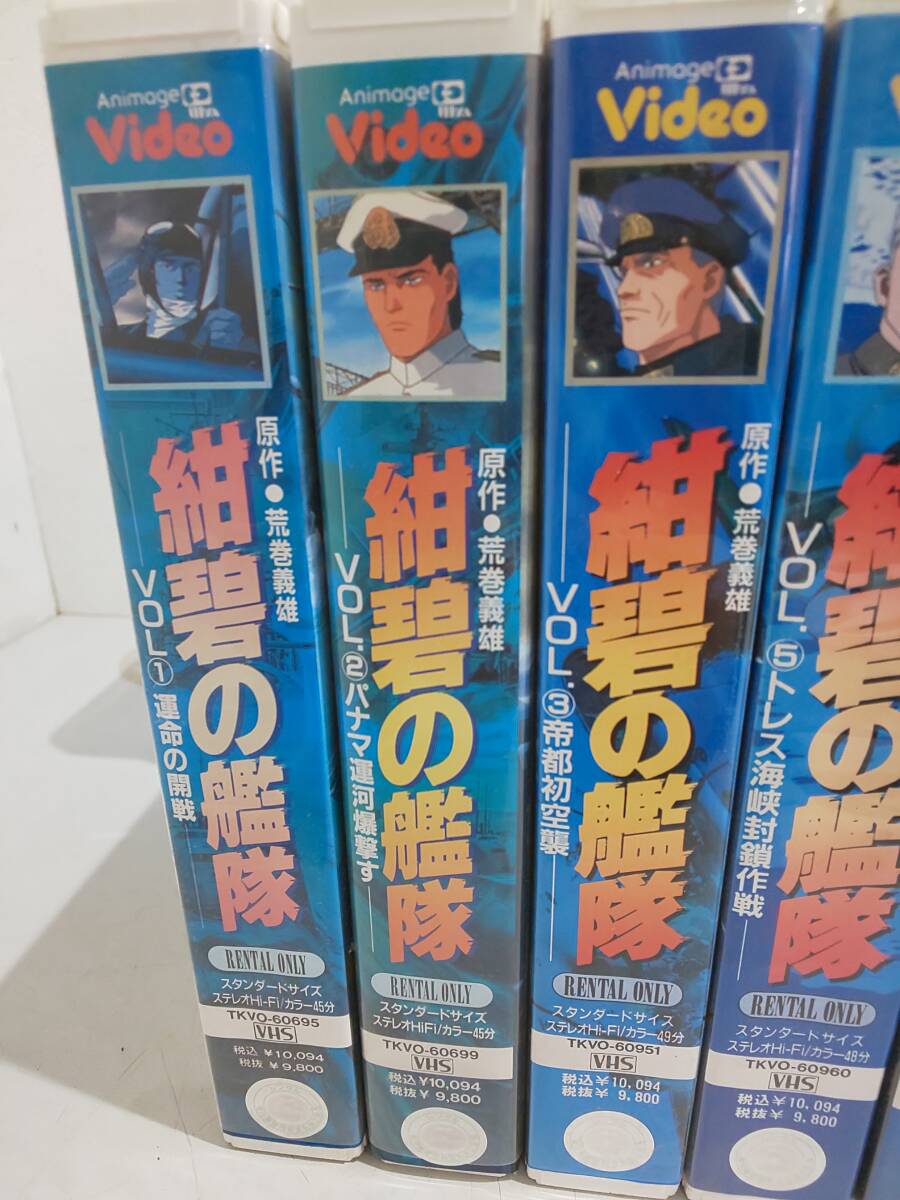 Animage
Video
原作●荒巻義雄
紺碧の艦隊
VOL① 運命の開戦
RENTAL ONLY
スタンダードサイズ
ステレオHi-Fi/カラー45分
TKVO-60695
VHS
税込 ¥10,094
税抜 ¥ 9,800
Animage
Video
原作●荒巻義雄
紺碧の艦隊
VOL.②パナマ運河爆撃す
RENTAL ONLY
スタンダードサイズ
ステレオHiFi/カラー45分
TKVO-60699
VHS
税込¥10,094
税抜¥ 9,800
Animage
Video
原作●荒巻義雄
紺碧の艦隊
VOL.③帝都初空襲
RENTAL ONLY
スタンダードサイズ
ステレオHi-Fi/カラー49分
TKVO-60951
VHS
税込¥10,094
税抜¥ 9,800
紺碧の艦隊
VOL.⑤トレス海峡封鎖作戦
RENTAL ONLY
スタンダードサイズ
ステレオHi-Fi/カラー48分
TKVO-60960
VHS
税込¥10,094
税抜¥ 9,800